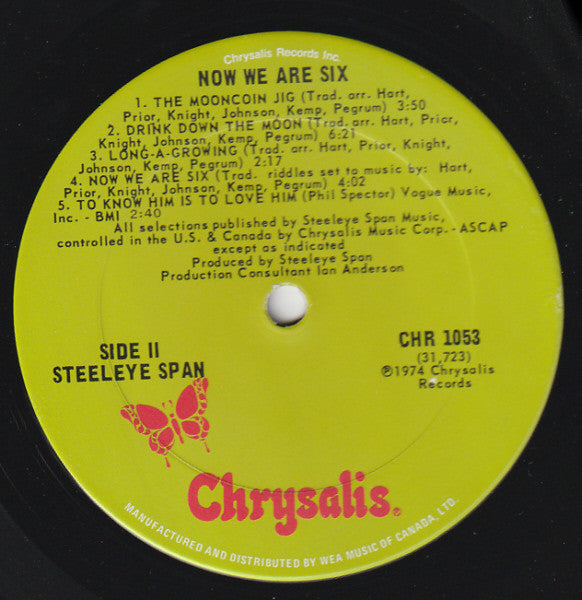 Chrysalis Records Inc.
NOW WE ARE SIX
1. THE MOONCOIN JIG (Trad. arr. Hart,
Prior, Knight, Johnson, Kemp, Pegrum) 3:50
2. DRINK DOWN THE MOON (Trad. arr. Hart, Prior,
Knight, Johnson, Kemp, Pegrum) 6:21
3. LONG-A-GROWING (Trad. arr. Hart, Prior, Knight,
Johnson, Kemp, Pegrum) 2:17
4. NOW WE ARE SIX (Trad. riddles set to music by: Hart,
Prior, Knight, Johnson, Kemp, Pegrum) 4:02
5. TO KNOW HIM IS TO LOVE HIM (Phil Spector) Vogue Music,
Inc. - BMI 2:40
All selections published by Steeleye Span Music,
controlled in the U.S. & Canada by Chrysalis Music Corp. - ASCAP
except as indicated
Produced by Steeleye Span
Production Consultant Ian Anderson
SIDE II
STEELEYE SPAN
CHR 1053
(31,723)
℗1974 Chrysalis
Records
Chrysalis®
MANUFACTURED AND DISTRIBUTED BY WEA MUSIC OF CANADA, LTD.